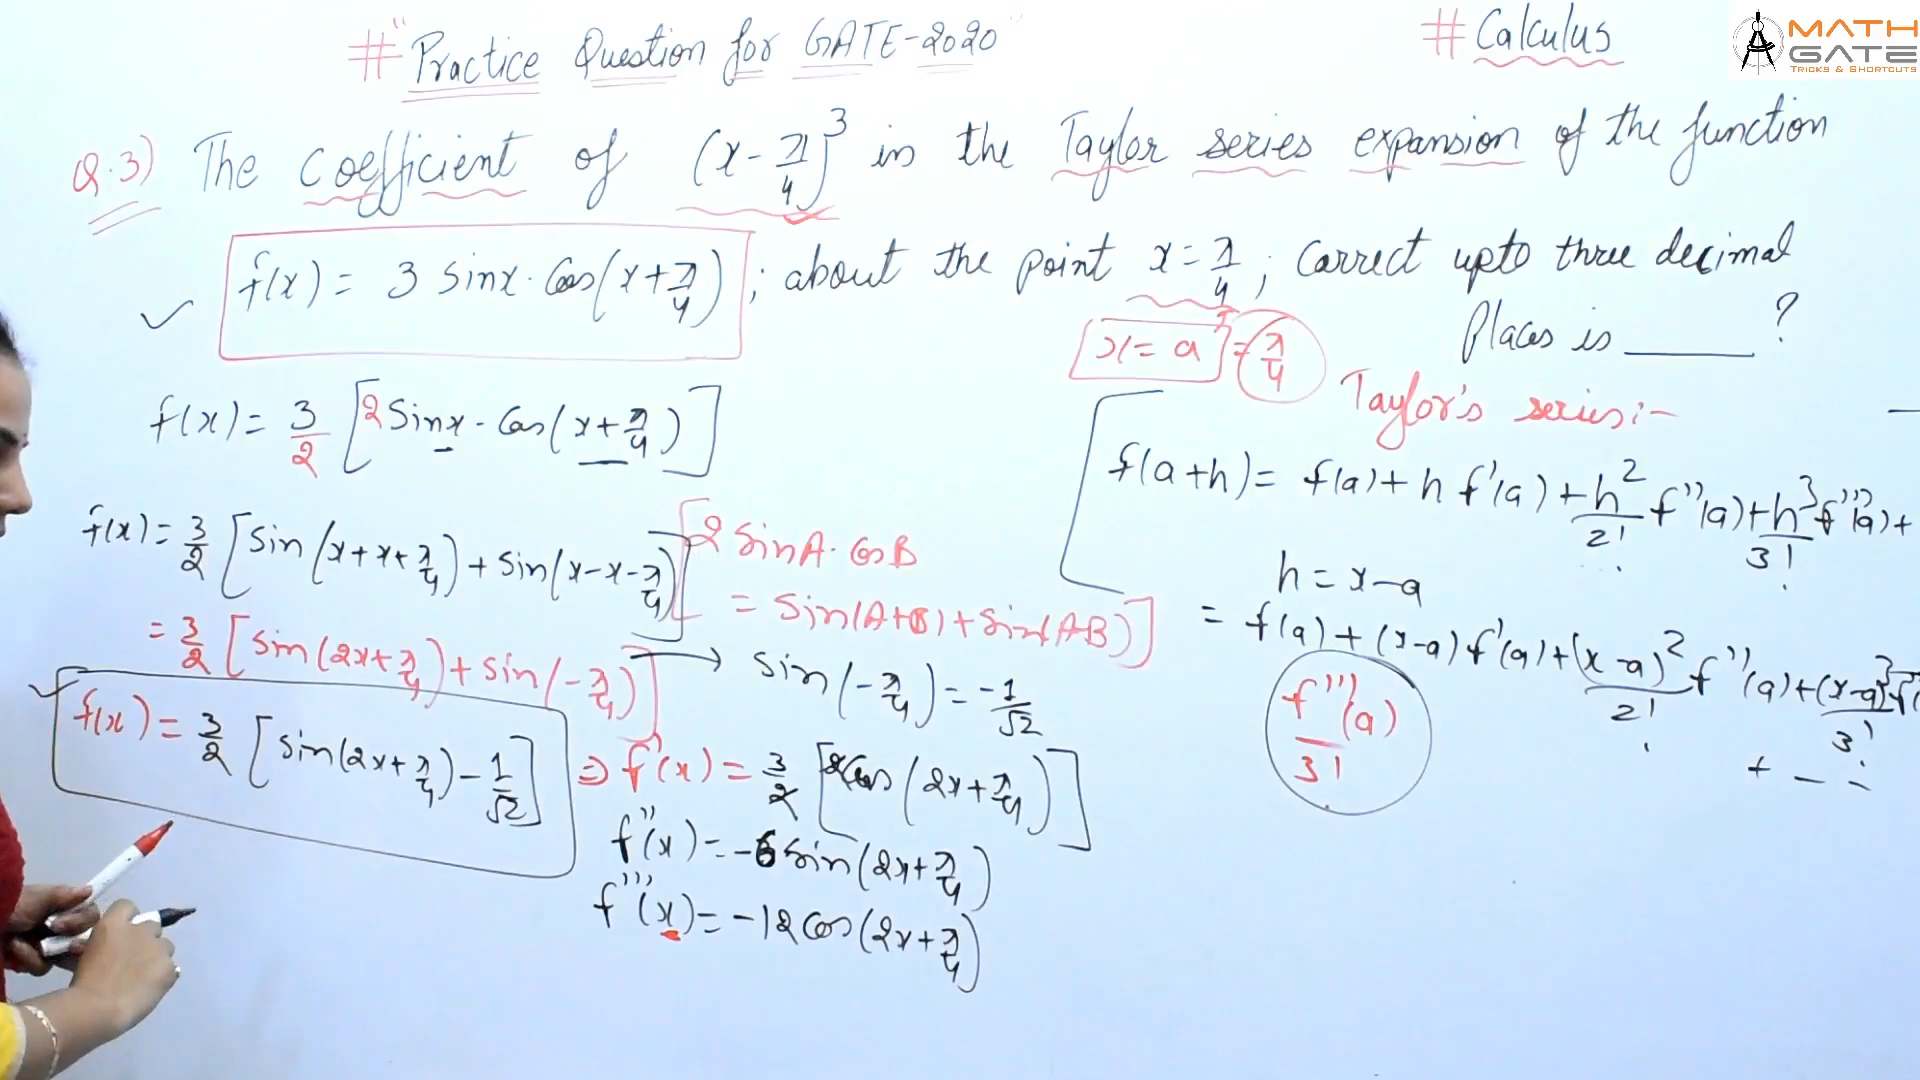 # "Practice Question for GATE-2020"
# Calculus
MATH
GATE
TRICKS & SHORTCUTS
Q.3) The coefficient of (x - π/4)³ in the Taylor series expansion of the function
f(x) = 3 sinx · Cos(x + π/4) ; about the point x = π/4 ; correct upto three decimal
Places is ______ ?
x = a = π/4
f(x) = 3/2 [2 Sinx · Cos(x + π/4)]
f(x) = 3/2 [Sin(x + x + π/4) + Sin(x - x - π/4)]
[2 SinA · CosB
= Sin(A+B) + Sin(A-B)]
= 3/2 [Sin(2x + π/4) + Sin(-π/4)] → Sin(-π/4) = -1/√2
f(x) = 3/2 [Sin(2x + π/4) - 1/√2]
⇒ f'(x) = 3/2 [2Cos(2x + π/4)]
f''(x) = -6 Sin(2x + π/4)
f'''(x) = -12 Cos(2x + π/4)
Taylor's series:-
f(a+h) = f(a) + h f'(a) + h²/2! f''(a) + h³/3! f'''(a) +
h = x - a
= f(a) + (x-a) f'(a) + (x-a)²/2! f''(a) + (x-a)³/3!
+ - -
f'''(a)/3!